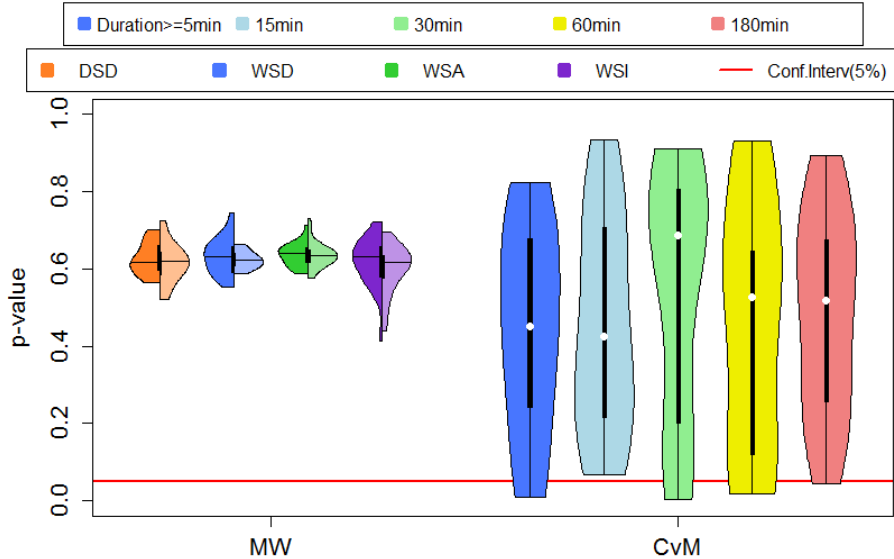 Duration>=5min 15min 30min 60min 180min
DSD WSD WSA WSI Conf.Interv(5%)
1.0
0.8
0.6
0.4
0.2
0.0
p-value
MW CvM